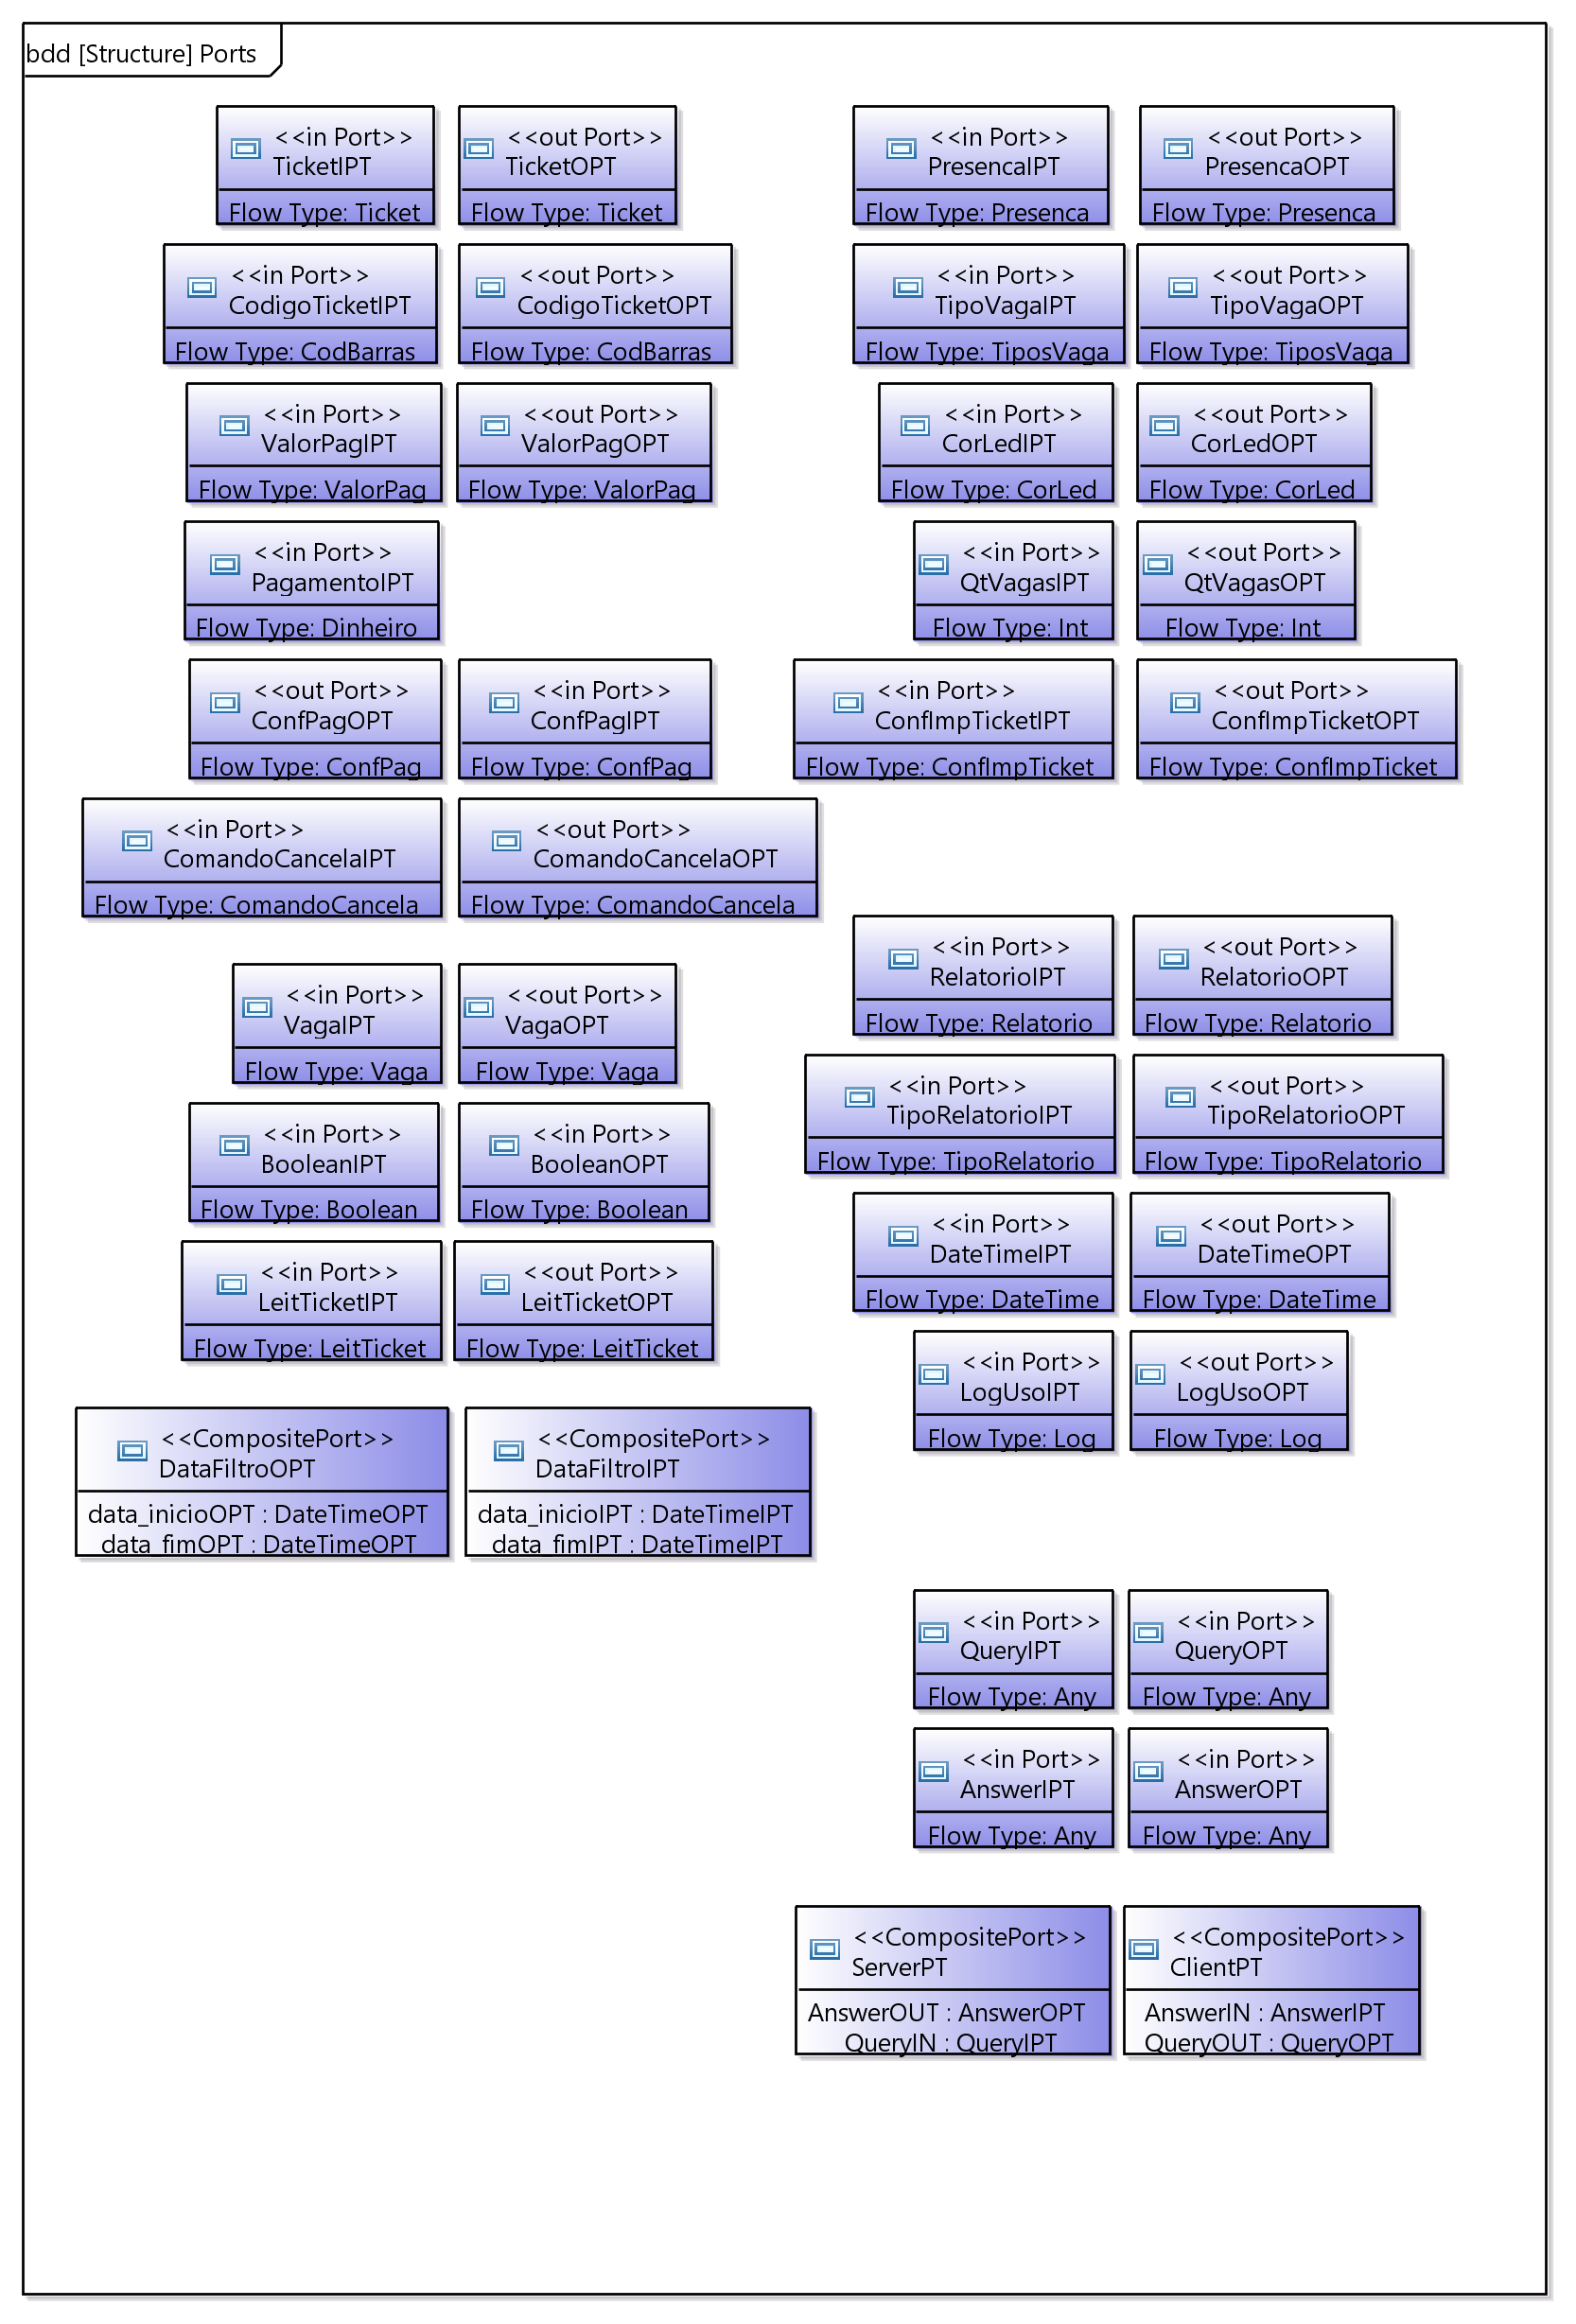 bdd [Structure] Ports
<<in Port>>
TicketIPT
Flow Type: Ticket
<<out Port>>
TicketOPT
Flow Type: Ticket
<<in Port>>
PresencaIPT
Flow Type: Presenca
<<out Port>>
PresencaOPT
Flow Type: Presenca
<<in Port>>
CodigoTicketIPT
Flow Type: CodBarras
<<out Port>>
CodigoTicketOPT
Flow Type: CodBarras
<<in Port>>
TipoVagaIPT
Flow Type: TiposVaga
<<out Port>>
TipoVagaOPT
Flow Type: TiposVaga
<<in Port>>
ValorPagIPT
Flow Type: ValorPag
<<out Port>>
ValorPagOPT
Flow Type: ValorPag
<<in Port>>
CorLedIPT
Flow Type: CorLed
<<out Port>>
CorLedOPT
Flow Type: CorLed
<<in Port>>
PagamentoIPT
Flow Type: Dinheiro
<<in Port>>
QtVagasIPT
Flow Type: Int
<<out Port>>
QtVagasOPT
Flow Type: Int
<<out Port>>
ConfPagOPT
Flow Type: ConfPag
<<in Port>>
ConfPagIPT
Flow Type: ConfPag
<<in Port>>
ConfImpTicketIPT
Flow Type: ConfImpTicket
<<out Port>>
ConfImpTicketOPT
Flow Type: ConfImpTicket
<<in Port>>
ComandoCancelaIPT
Flow Type: ComandoCancela
<<out Port>>
ComandoCancelaOPT
Flow Type: ComandoCancela
<<in Port>>
RelatorioIPT
Flow Type: Relatorio
<<out Port>>
RelatorioOPT
Flow Type: Relatorio
<<in Port>>
VagaIPT
Flow Type: Vaga
<<out Port>>
VagaOPT
Flow Type: Vaga
<<in Port>>
TipoRelatorioIPT
Flow Type: TipoRelatorio
<<out Port>>
TipoRelatorioOPT
Flow Type: TipoRelatorio
<<in Port>>
BooleanIPT
Flow Type: Boolean
<<in Port>>
BooleanOPT
Flow Type: Boolean
<<in Port>>
DateTimeIPT
Flow Type: DateTime
<<out Port>>
DateTimeOPT
Flow Type: DateTime
<<in Port>>
LeitTicketIPT
Flow Type: LeitTicket
<<out Port>>
LeitTicketOPT
Flow Type: LeitTicket
<<in Port>>
LogUsoIPT
Flow Type: Log
<<out Port>>
LogUsoOPT
Flow Type: Log
<<CompositePort>>
DataFiltroOPT
data_inicioOPT : DateTimeOPT
data_fimOPT : DateTimeOPT
<<CompositePort>>
DataFiltroIPT
data_inicioIPT : DateTimeIPT
data_fimIPT : DateTimeIPT
<<in Port>>
QueryIPT
Flow Type: Any
<<in Port>>
QueryOPT
Flow Type: Any
<<in Port>>
AnswerIPT
Flow Type: Any
<<in Port>>
AnswerOPT
Flow Type: Any
<<CompositePort>>
ServerPT
AnswerOUT : AnswerOPT
QueryIN : QueryIPT
<<CompositePort>>
ClientPT
AnswerIN : AnswerIPT
QueryOUT : QueryOPT